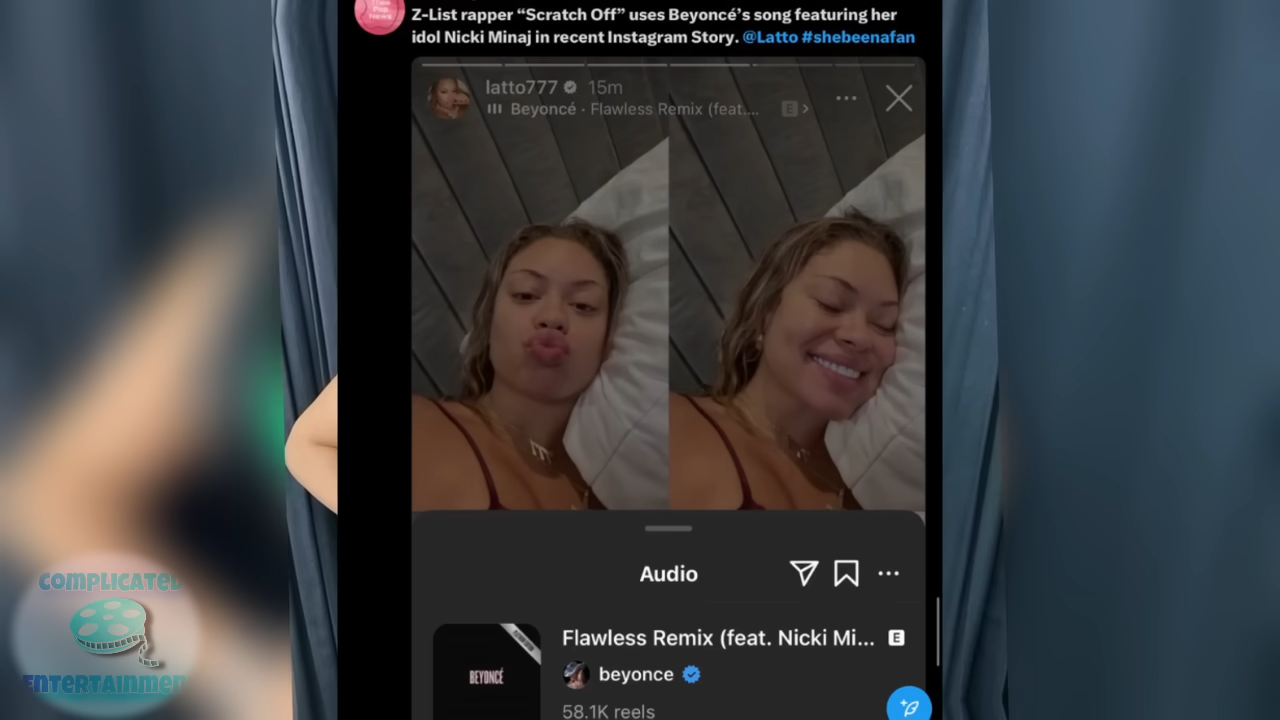 Z-List rapper “Scratch Off” uses Beyoncé’s song featuring her
idol Nicki Minaj in recent Instagram Story. @Latto #shebeenafan
latto777 15m
Beyoncé · Flawless Remix (feat.... E
Audio
Flawless Remix (feat. Nicki Mi... E
BEYONCÉ
beyonce
58.1K reels
COMPLICATED
ENTERTAINMEN